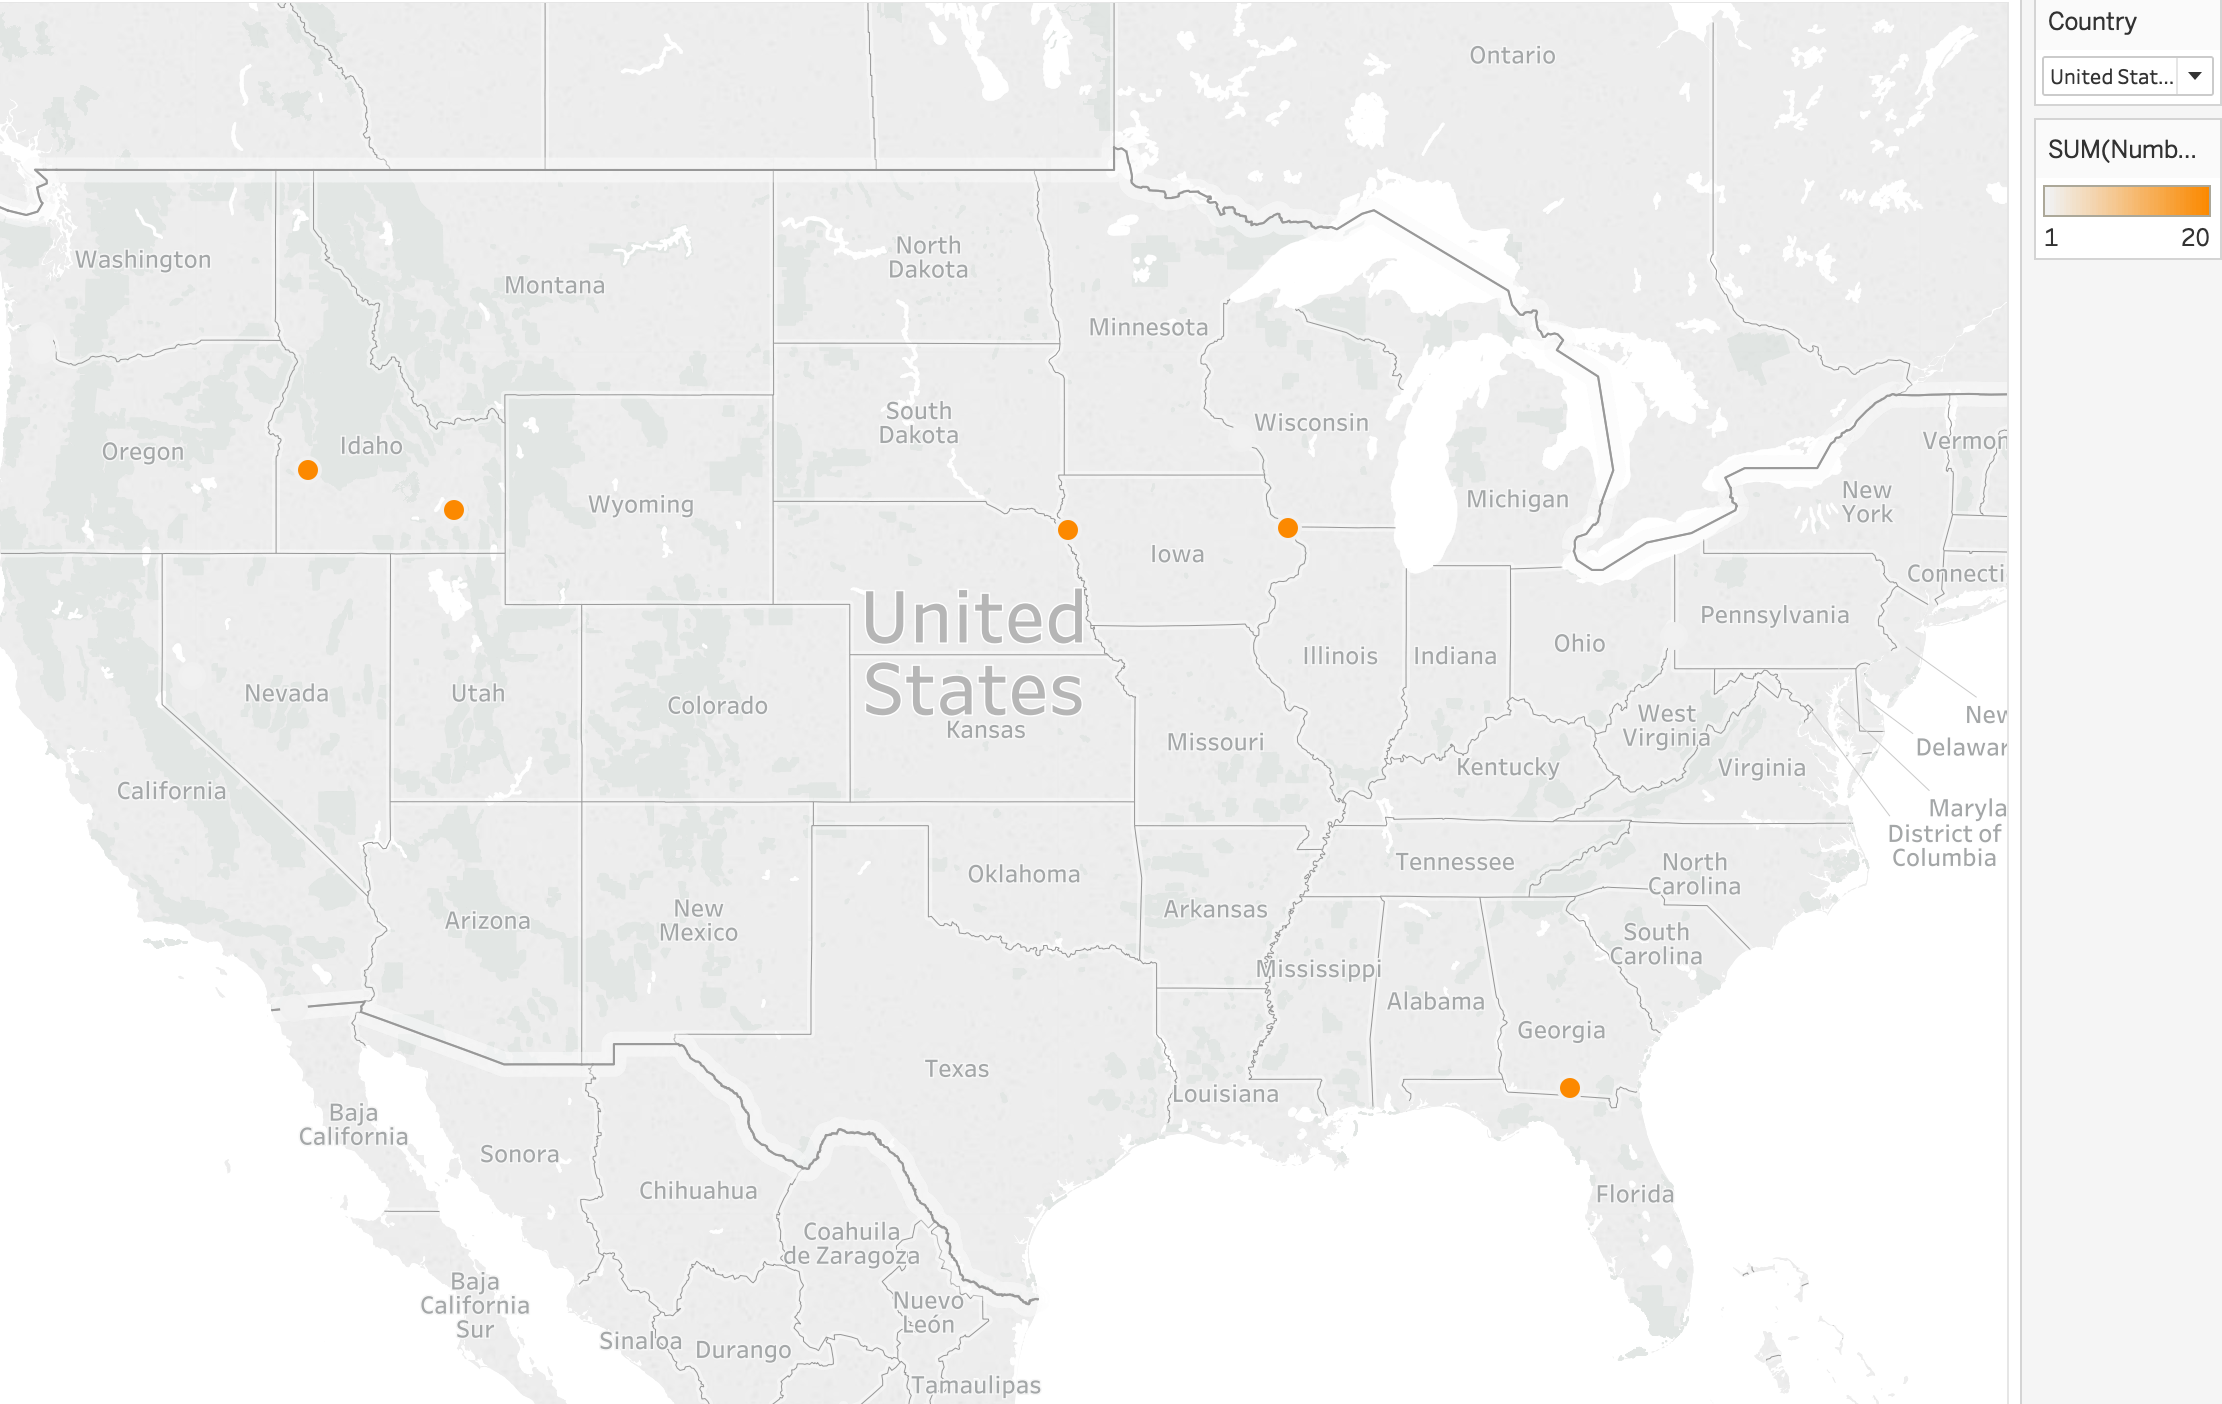 Ontario
Washington
Montana
North
Dakota
Minnesota
South
Dakota
Wisconsin
Oregon
Idaho
Wyoming
Michigan
New
York
Vermon
Iowa
Connecti
United
States
Nevada
Utah
Colorado
Kansas
Missouri
Illinois
Indiana
Ohio
Pennsylvania
West
Virginia
Virginia
Kentucky
New
Delawar
Maryla
District of
Columbia
California
Arizona
New
Mexico
Oklahoma
Arkansas
Tennessee
North
Carolina
South
Carolina
Mississippi
Alabama
Georgia
Texas
Louisiana
Florida
Baja
California
Sonora
Chihuahua
Coahuila
de Zaragoza
Baja
California
Sur
Nuevo
León
Sinaloa
Durango
Tamaulipas
Country
United Stat...
SUM(Numb...
1 20